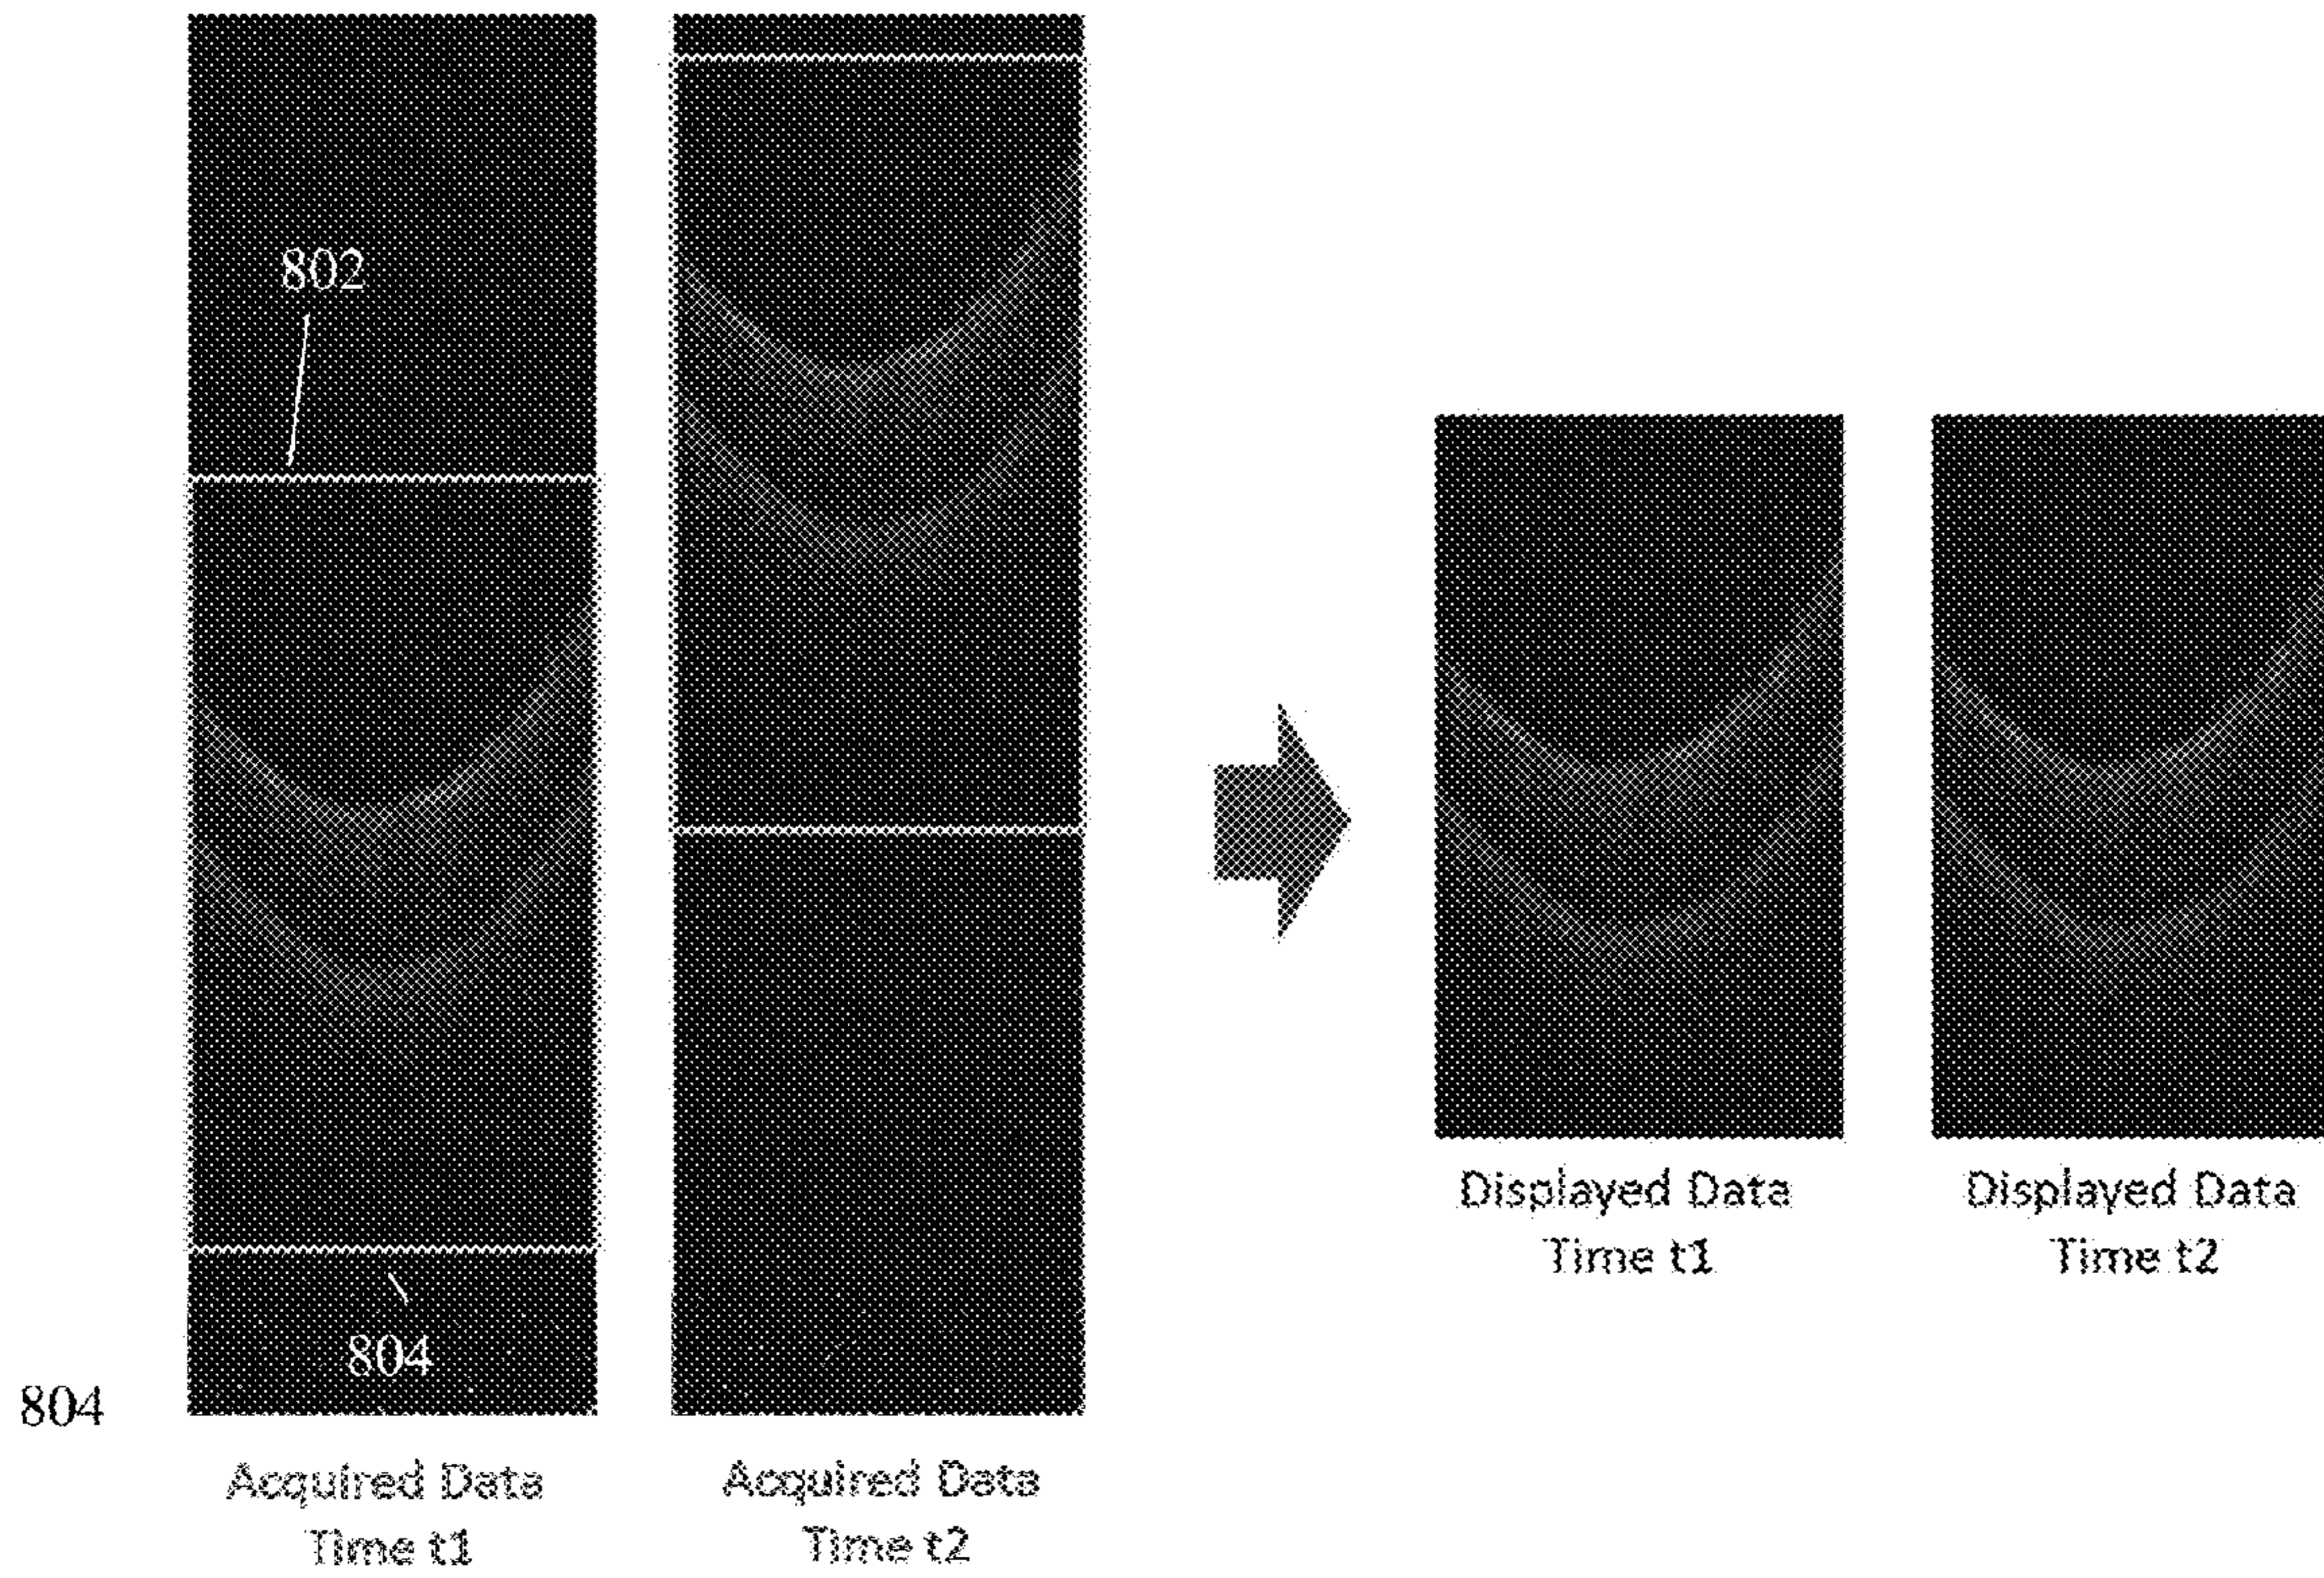 802
804
804
Acquired Data
Time t1
Acquired Data
Time t2
Displayed Data
Time t1
Displayed Data
Time t2